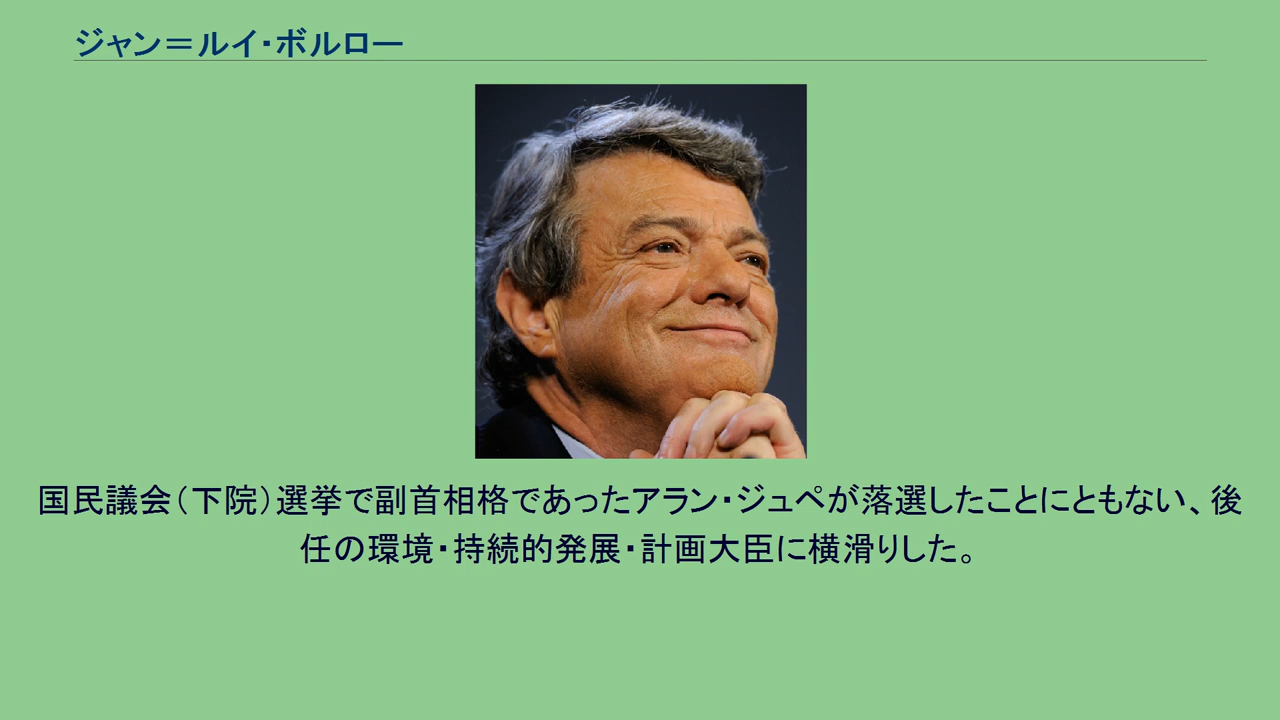 ジャン＝ルイ・ボルロー
国民議会（下院）選挙で副首相格であったアラン・ジュペが落選したことにともない、後
任の環境・持続的発展・計画大臣に横滑りした。